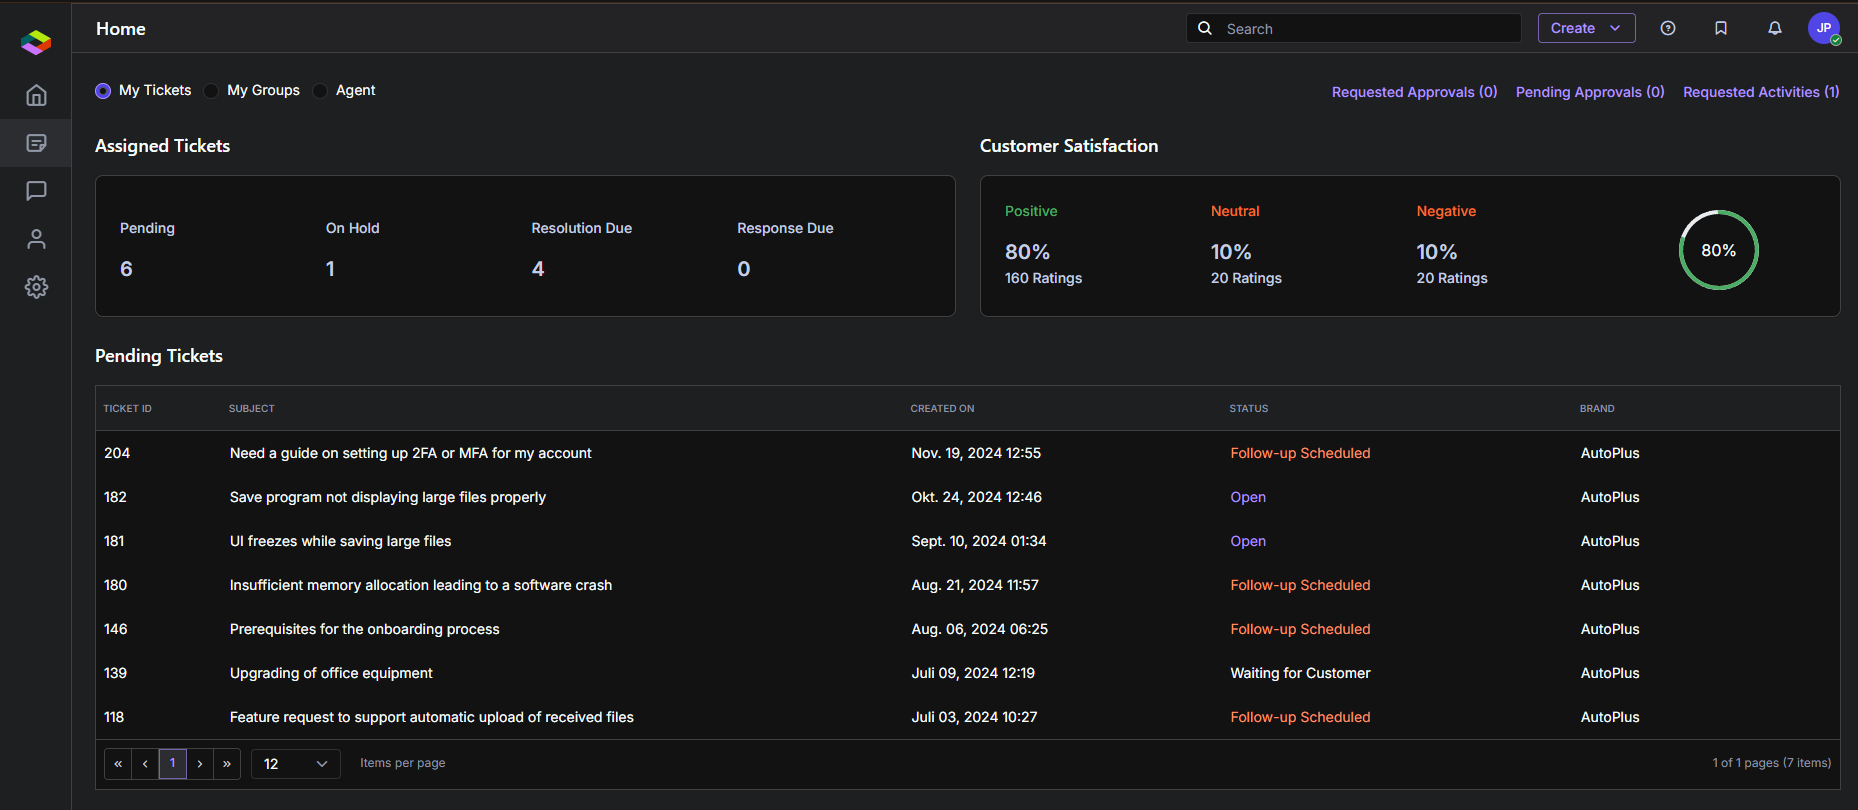 Home
Search
Create
JP
My Tickets My Groups Agent
Requested Approvals (0) Pending Approvals (0) Requested Activities (1)
Assigned Tickets
Pending On Hold Resolution Due Response Due
6 1 4 0
Customer Satisfaction
Positive Neutral Negative
80% 10% 10%
160 Ratings 20 Ratings 20 Ratings
80%
Pending Tickets
TICKET ID SUBJECT CREATED ON STATUS BRAND
204 Need a guide on setting up 2FA or MFA for my account Nov. 19, 2024 12:55 Follow-up Scheduled AutoPlus
182 Save program not displaying large files properly Okt. 24, 2024 12:46 Open AutoPlus
181 UI freezes while saving large files Sept. 10, 2024 01:34 Open AutoPlus
180 Insufficient memory allocation leading to a software crash Aug. 21, 2024 11:57 Follow-up Scheduled AutoPlus
146 Prerequisites for the onboarding process Aug. 06, 2024 06:25 Follow-up Scheduled AutoPlus
139 Upgrading of office equipment Juli 09, 2024 12:19 Waiting for Customer AutoPlus
118 Feature request to support automatic upload of received files Juli 03, 2024 10:27 Follow-up Scheduled AutoPlus
« ‹ 1 › » 12 Items per page 1 of 1 pages (7 items)